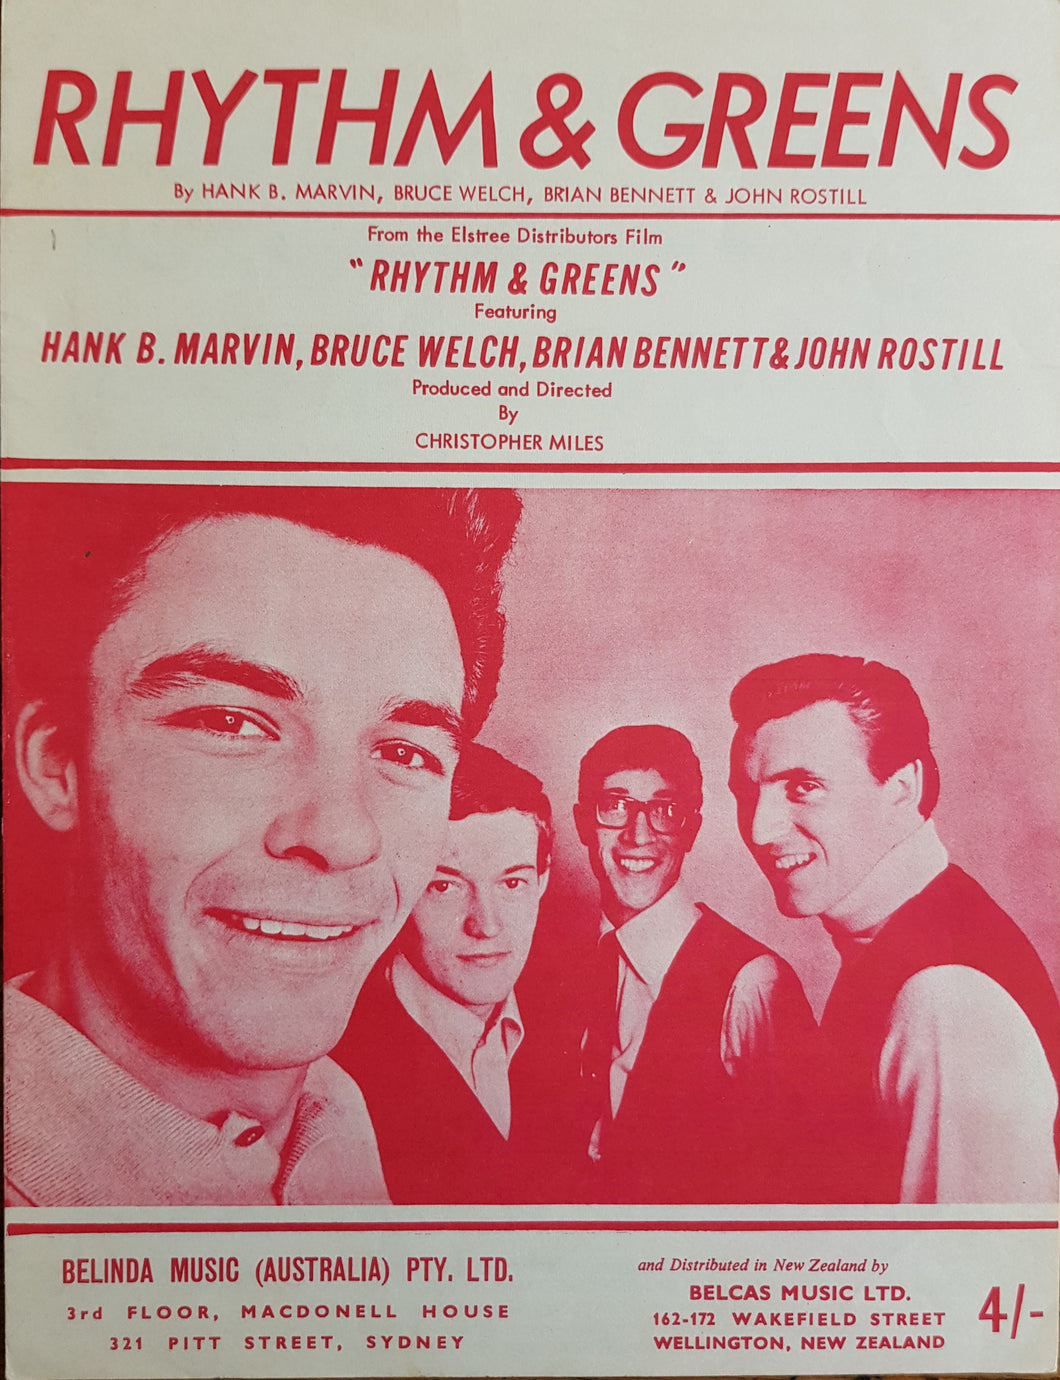 RHYTHM & GREENS
By HANK B. MARVIN, BRUCE WELCH, BRIAN BENNETT & JOHN ROSTILL
From the Elstree Distributors Film
"RHYTHM & GREENS"
Featuring
HANK B. MARVIN, BRUCE WELCH, BRIAN BENNETT & JOHN ROSTILL
Produced and Directed
By
CHRISTOPHER MILES
BELINDA MUSIC (AUSTRALIA) PTY. LTD.
3rd FLOOR, MACDONELL HOUSE
321 PITT STREET, SYDNEY
and Distributed in New Zealand by
BELCAS MUSIC LTD.
162-172 WAKEFIELD STREET
WELLINGTON, NEW ZEALAND
4/-